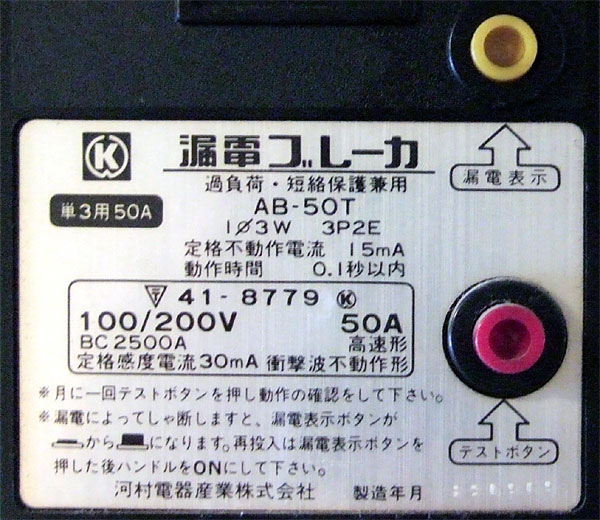 K 漏電ブレーカ
漏電表示
過負荷・短絡保護兼用
単3用50A
AB-50T
1φ3W 3P2E
定格不動作電流 15mA
動作時間 0.1秒以内
41-8779 K
100/200V 50A
BC2500A 高速形
定格感度電流30mA 衝撃波不動作形
※月に一回テストボタンを押し動作の確認をして下さい。
※漏電によってしゃ断しますと、漏電表示ボタンが
から になります。再投入は漏電表示ボタンを
押した後ハンドルをONにして下さい。
テストボタン
河村電器産業株式会社 製造年月